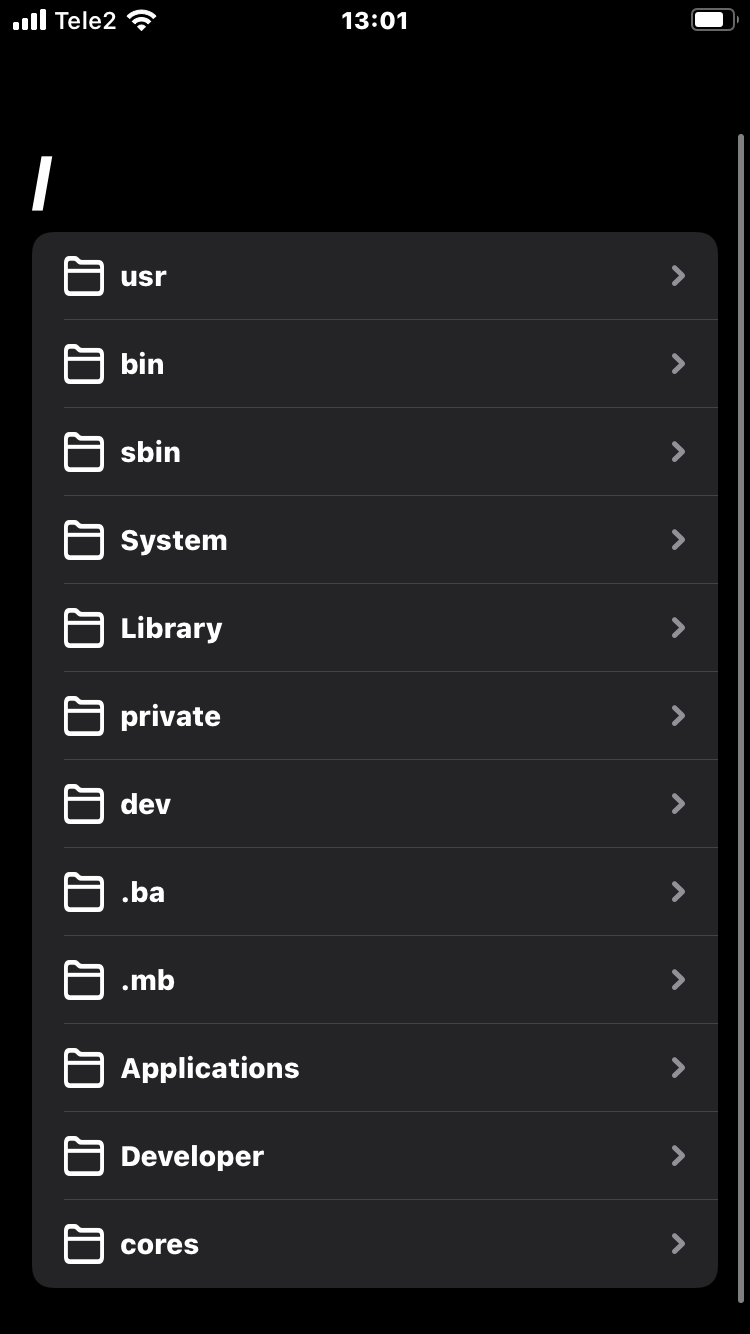 Tele2 13:01
/
usr
bin
sbin
System
Library
private
dev
.ba
.mb
Applications
Developer
cores